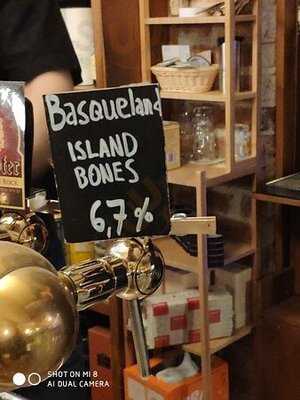 Basqueland
ISLAND
BONES
6,7%
SHOT ON MI 8
AI DUAL CAMERA